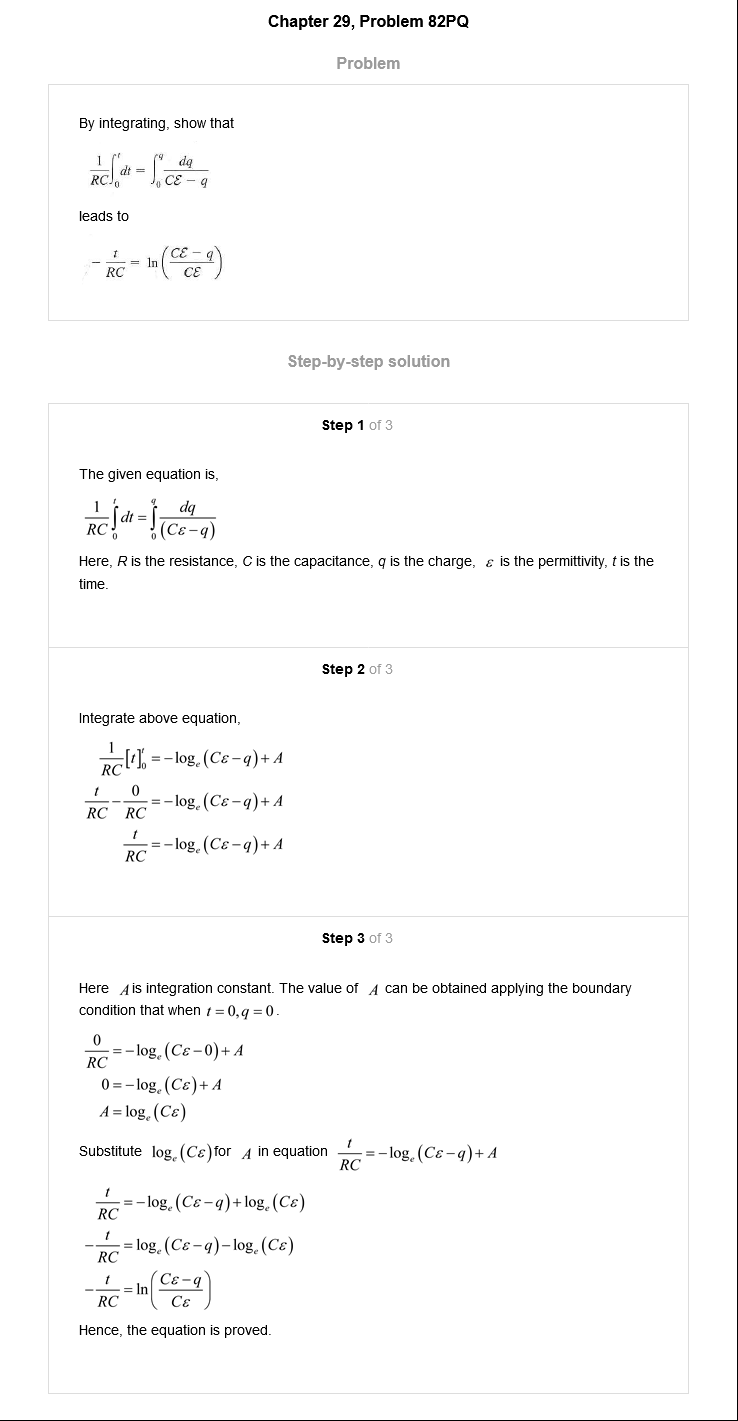 Chapter 29, Problem 82PQ
Problem
By integrating, show that
\frac{1}{RC}\int_0^t dt = \int_0^q \frac{dq}{C\mathcal{E} - q}
leads to
-\frac{t}{RC} = \ln\left(\frac{C\mathcal{E} - q}{C\mathcal{E}}\right)
Step-by-step solution
Step 1 of 3
The given equation is,
\frac{1}{RC}\int_0^t dt = \int_0^q \frac{dq}{(C\varepsilon - q)}
Here, R is the resistance, C is the capacitance, q is the charge, ε is the permittivity, t is the
time.
Step 2 of 3
Integrate above equation,
\frac{1}{RC}[t]_0^t = -\log_e(C\varepsilon - q) + A
\frac{t}{RC} - \frac{0}{RC} = -\log_e(C\varepsilon - q) + A
\frac{t}{RC} = -\log_e(C\varepsilon - q) + A
Step 3 of 3
Here A is integration constant. The value of A can be obtained applying the boundary
condition that when t = 0, q = 0.
\frac{0}{RC} = -\log_e(C\varepsilon - 0) + A
0 = -\log_e(C\varepsilon) + A
A = \log_e(C\varepsilon)
Substitute \log_e(C\varepsilon) for A in equation \frac{t}{RC} = -\log_e(C\varepsilon - q) + A
\frac{t}{RC} = -\log_e(C\varepsilon - q) + \log_e(C\varepsilon)
-\frac{t}{RC} = \log_e(C\varepsilon - q) - \log_e(C\varepsilon)
-\frac{t}{RC} = \ln\left(\frac{C\varepsilon - q}{C\varepsilon}\right)
Hence, the equation is proved.